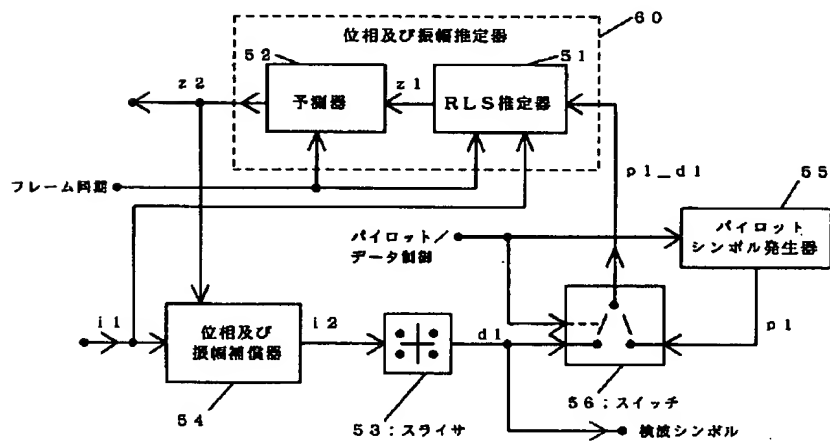 60
位相及び振幅推定器
52
51
z2
予測器
z1
RLS推定器
p1_d1
フレーム同期
55
パイロット/
データ制御
パイロット
シンボル発生器
i1
位相及び
振幅補償器
i2
d1
p1
54
53:スライサ
56;スイッチ
検波シンボル